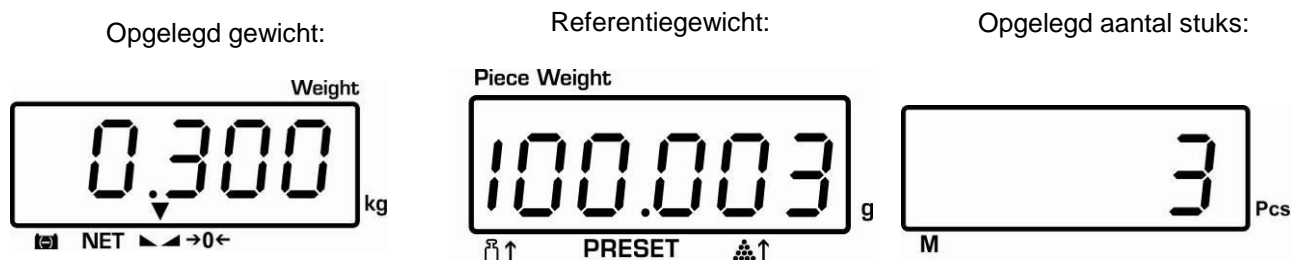 Opgelegd gewicht:
Referentiegewicht:
Opgelegd aantal stuks:
Weight
0.300
kg
NET →0←
Piece Weight
100.003
g
↑ PRESET ↑
3
Pcs
M